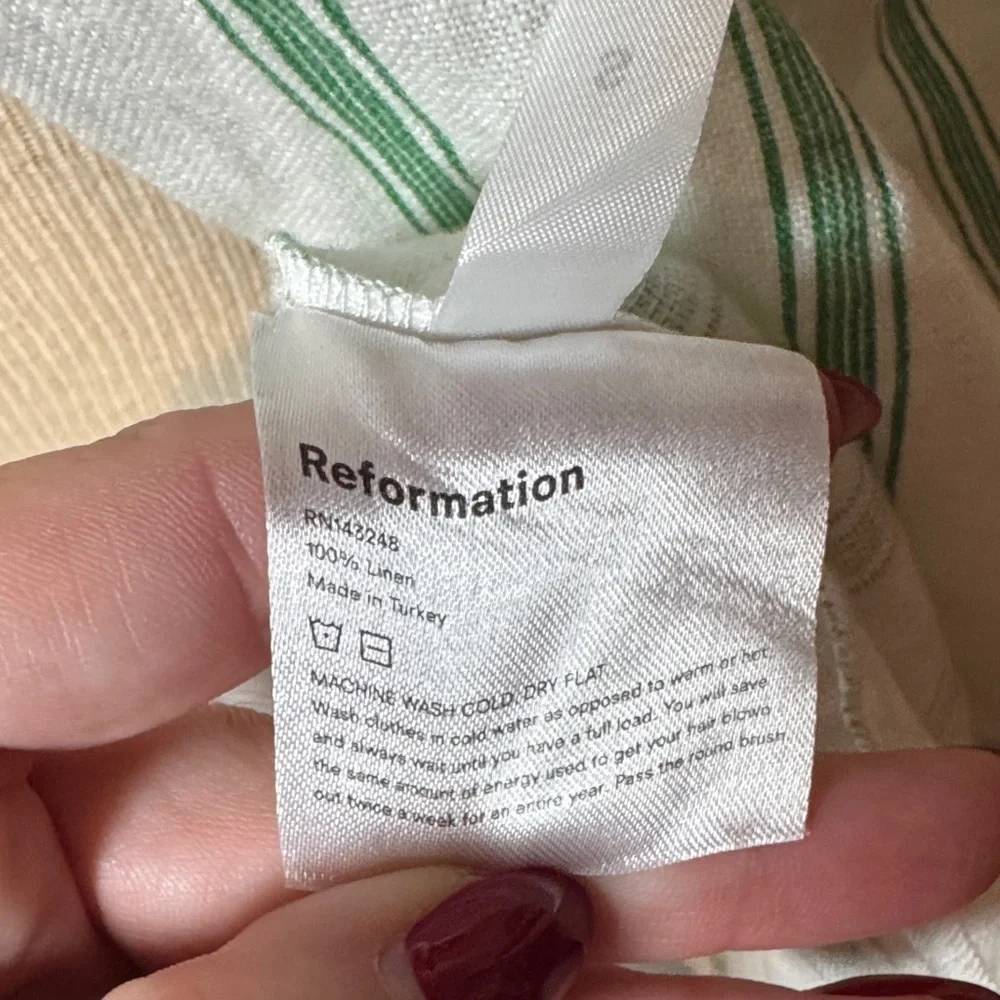 Reformation
RN143248
100% Linen
Made in Turkey
MACHINE WASH COLD. DRY FLAT
Wash clothes in cold water as opposed to warm or hot,
and always wait until you have a full load. You will save
the same amount of energy used to get your hair blown
out twice a week for an entire year. Pass the round brush